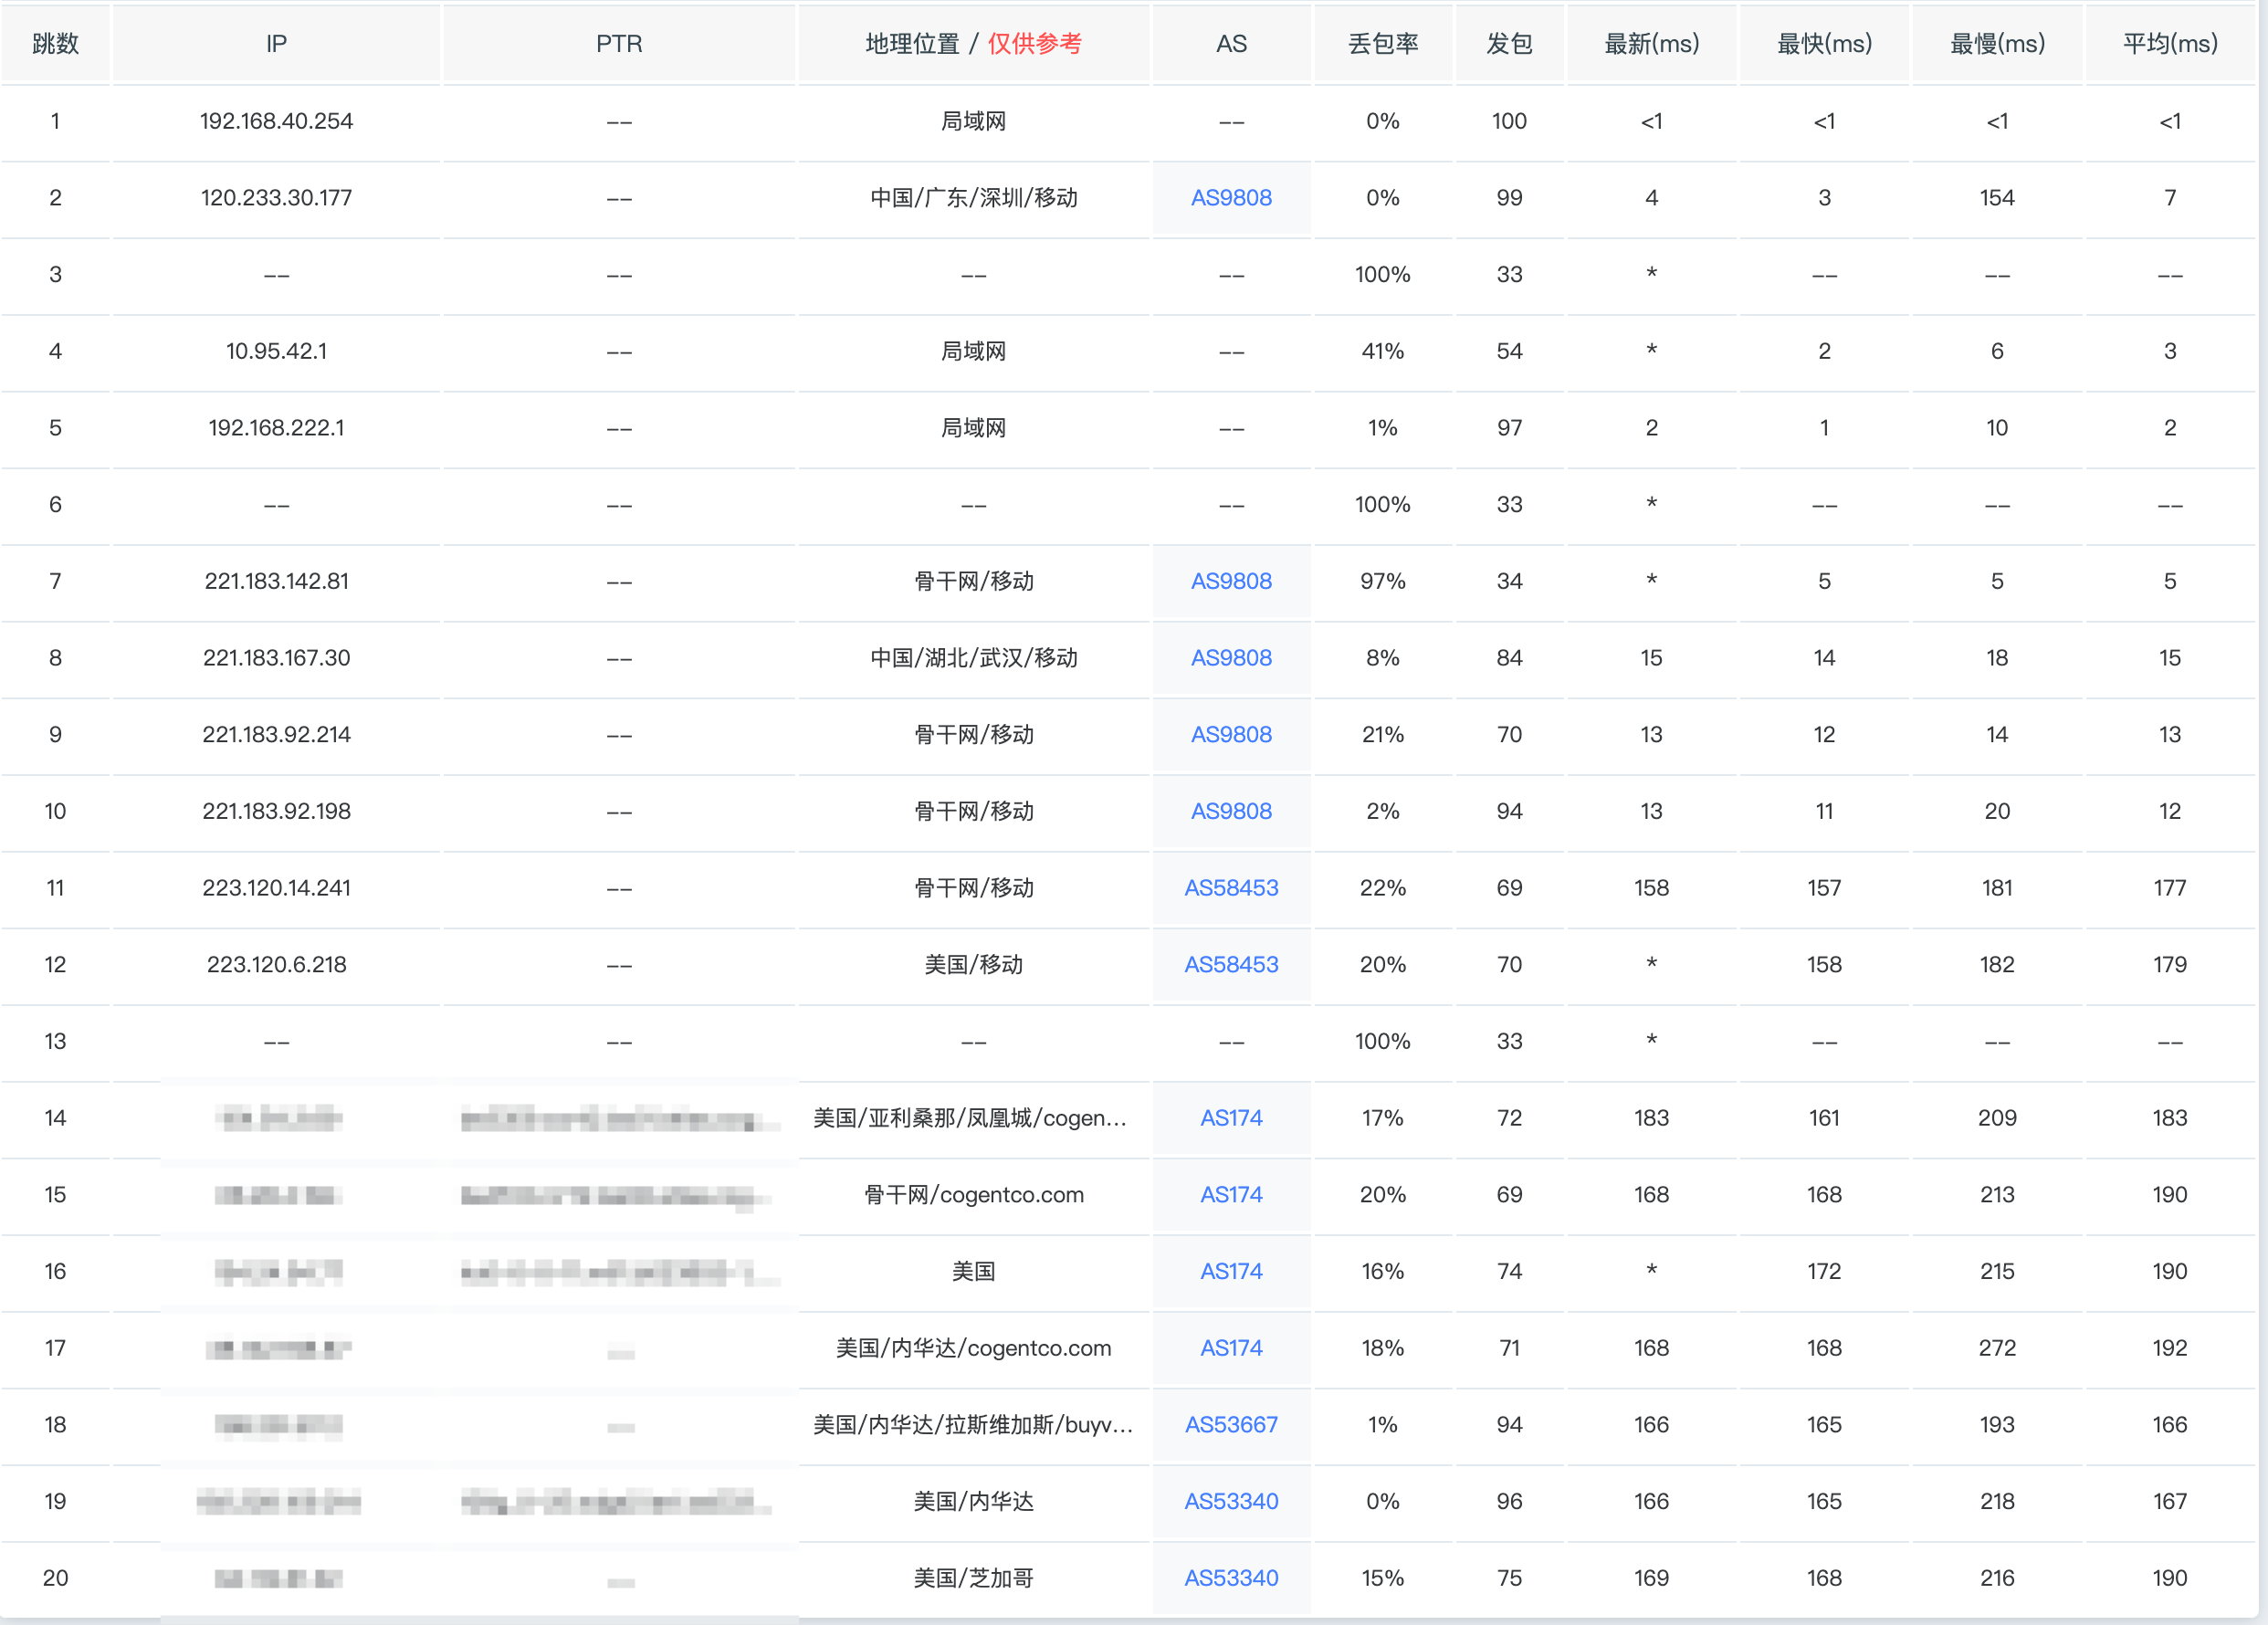 跳数 IP PTR 地理位置 / 仅供参考 AS 丢包率 发包 最新(ms) 最快(ms) 最慢(ms) 平均(ms)
1 192.168.40.254 -- 局域网 -- 0% 100 <1 <1 <1 <1
2 120.233.30.177 -- 中国/广东/深圳/移动 AS9808 0% 99 4 3 154 7
3 -- -- -- -- 100% 33 * -- -- --
4 10.95.42.1 -- 局域网 -- 41% 54 * 2 6 3
5 192.168.222.1 -- 局域网 -- 1% 97 2 1 10 2
6 -- -- -- -- 100% 33 * -- -- --
7 221.183.142.81 -- 骨干网/移动 AS9808 97% 34 * 5 5 5
8 221.183.167.30 -- 中国/湖北/武汉/移动 AS9808 8% 84 15 14 18 15
9 221.183.92.214 -- 骨干网/移动 AS9808 21% 70 13 12 14 13
10 221.183.92.198 -- 骨干网/移动 AS9808 2% 94 13 11 20 12
11 223.120.14.241 -- 骨干网/移动 AS58453 22% 69 158 157 181 177
12 223.120.6.218 -- 美国/移动 AS58453 20% 70 * 158 182 179
13 -- -- -- -- 100% 33 * -- -- --
14 美国/亚利桑那/凤凰城/cogen... AS174 17% 72 183 161 209 183
15 骨干网/cogentco.com AS174 20% 69 168 168 213 190
16 美国 AS174 16% 74 * 172 215 190
17 美国/内华达/cogentco.com AS174 18% 71 168 168 272 192
18 美国/内华达/拉斯维加斯/buyv... AS53667 1% 94 166 165 193 166
19 美国/内华达 AS53340 0% 96 166 165 218 167
20 美国/芝加哥 AS53340 15% 75 169 168 216 190